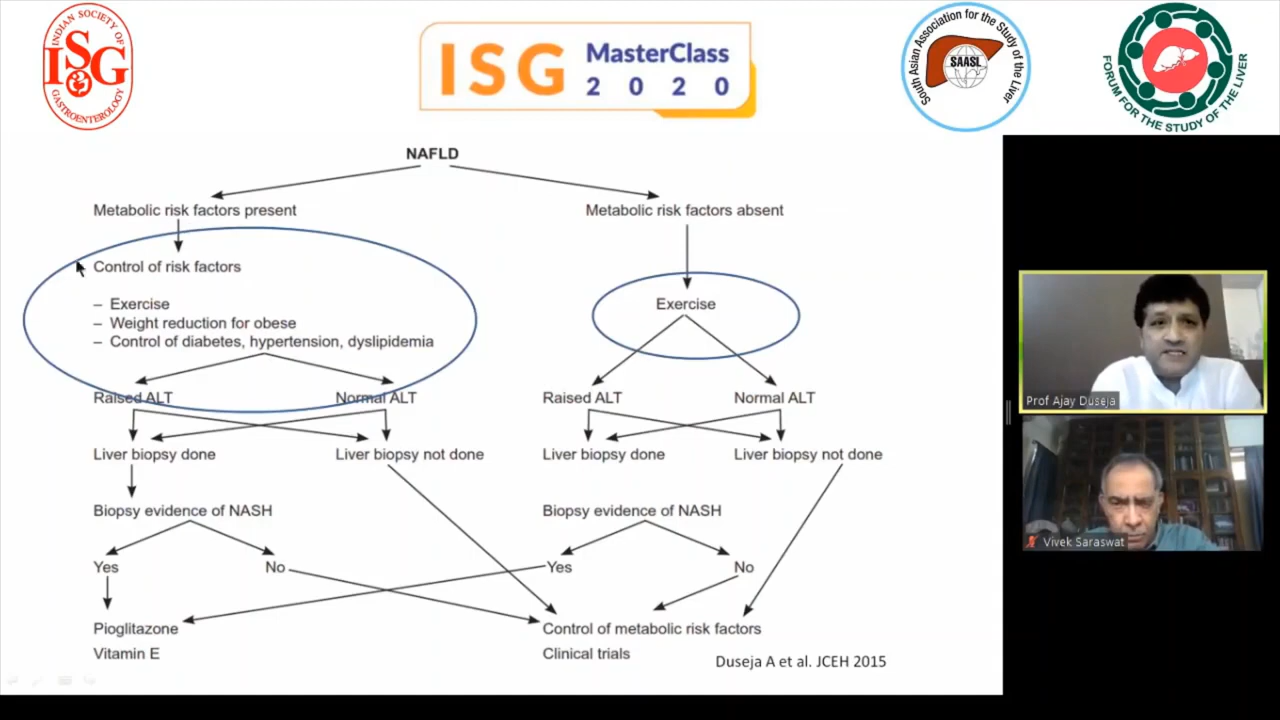 INDIAN SOCIETY OF
ISG
GASTROENTEROLOGY
ISG MasterClass
2 0 2 0
South Asian Association for the Study of the Liver
SAASL
FORUM FOR THE STUDY OF THE LIVER
NAFLD
Metabolic risk factors present
Metabolic risk factors absent
Control of risk factors
– Exercise
– Weight reduction for obese
– Control of diabetes, hypertension, dyslipidemia
Exercise
Raised ALT
Normal ALT
Raised ALT
Normal ALT
Liver biopsy done
Liver biopsy not done
Liver biopsy done
Liver biopsy not done
Biopsy evidence of NASH
Biopsy evidence of NASH
Yes
No
Yes
No
Pioglitazone
Vitamin E
Control of metabolic risk factors
Clinical trials
Duseja A et al. JCEH 2015
Prof Ajay Duseja
Vivek Saraswat